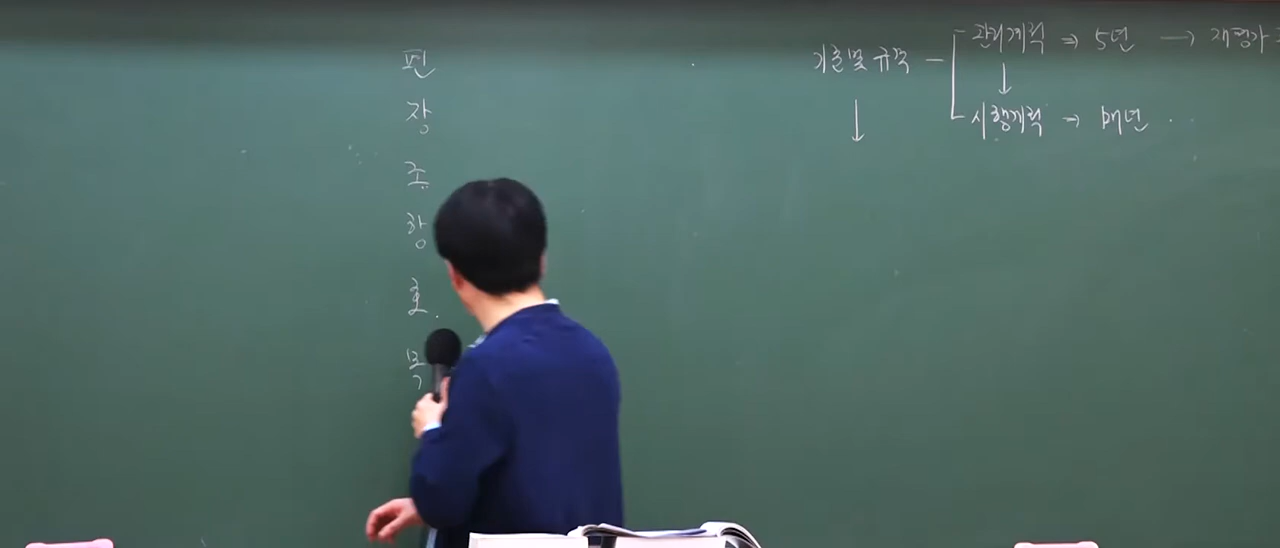 편
장
조
항
호
목
기준 및 규격
관리계획 ⇒ 5년 → 재평가
시행계획 ⇒ 매년